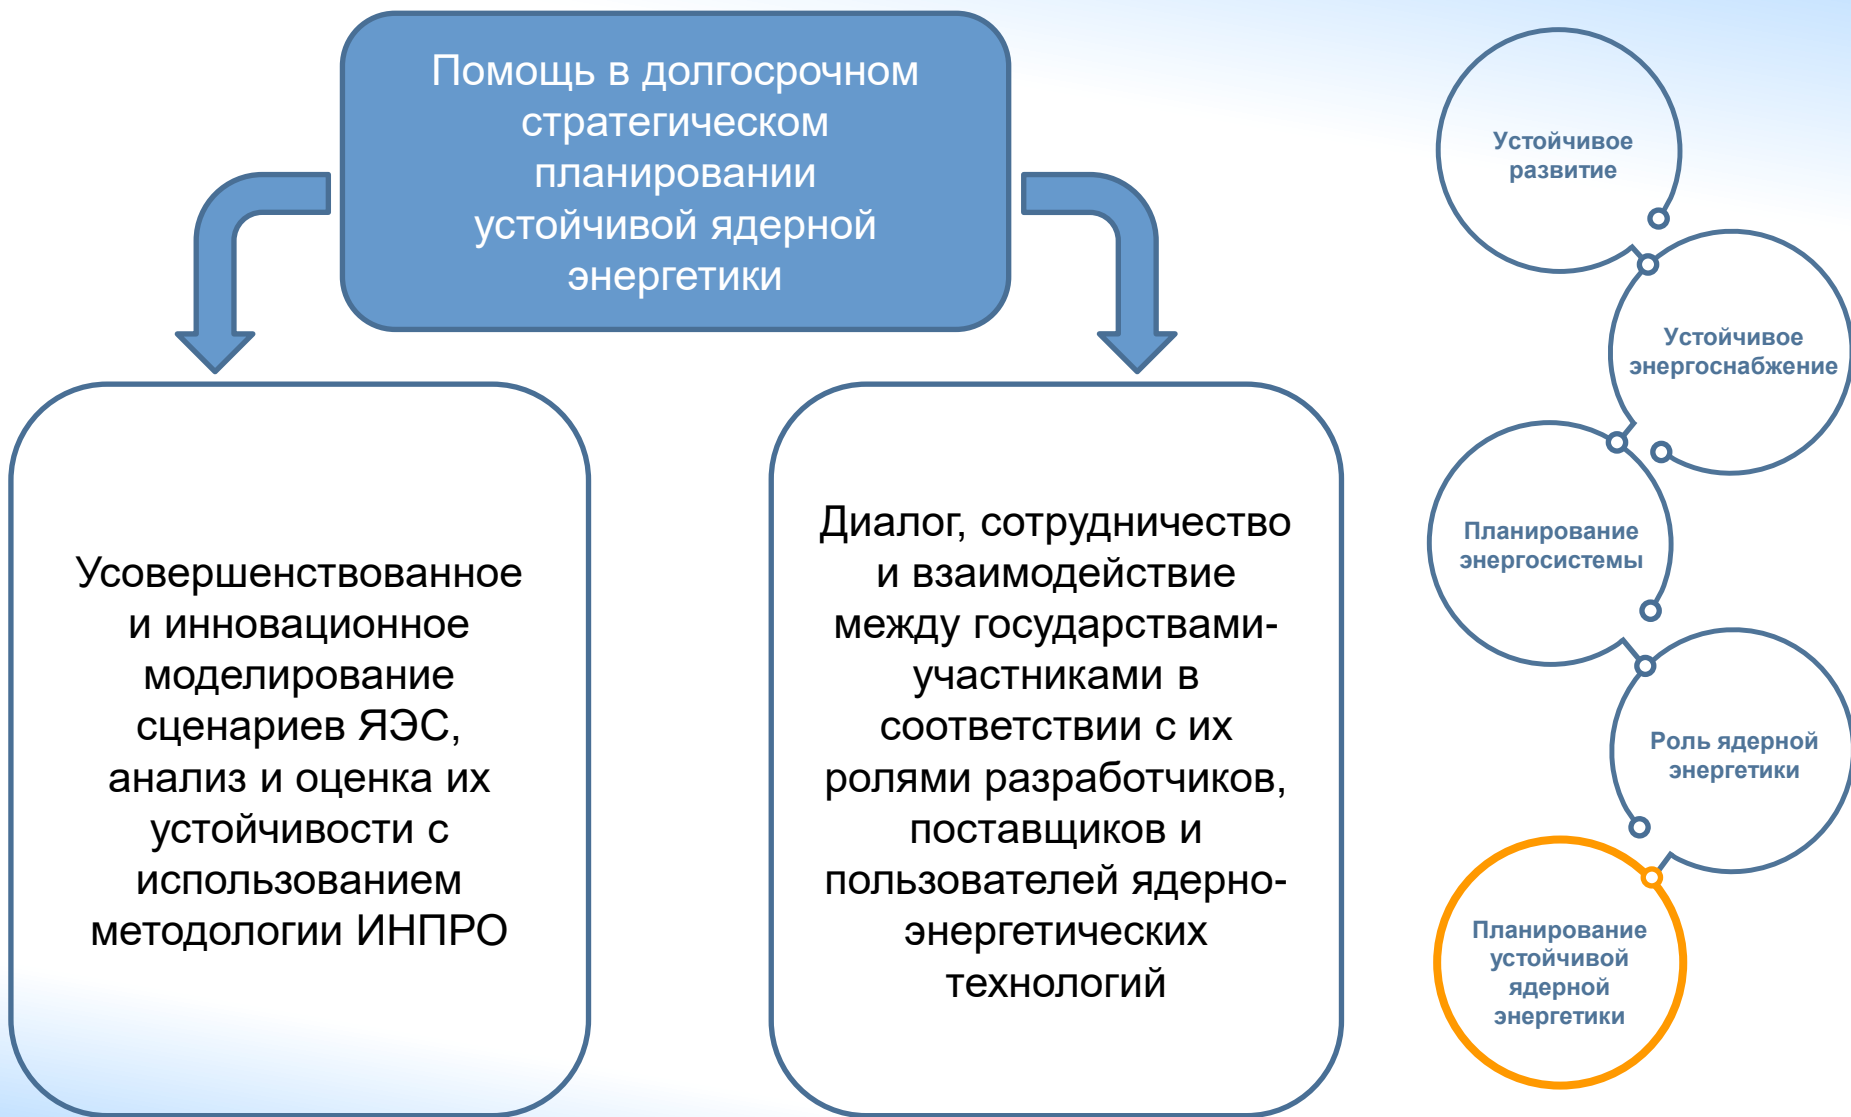 Помощь в долгосрочном
стратегическом
планировании
устойчивой ядерной
энергетики
Усовершенствованное
и инновационное
моделирование
сценариев ЯЭС,
анализ и оценка их
устойчивости с
использованием
методологии ИНПРО
Диалог, сотрудничество
и взаимодействие
между государствами-
участниками в
соответствии с их
ролями разработчиков,
поставщиков и
пользователей ядерно-
энергетических
технологий
Устойчивое
развитие
Устойчивое
энергоснабжение
Планирование
энергосистемы
Роль ядерной
энергетики
Планирование
устойчивой
ядерной
энергетики